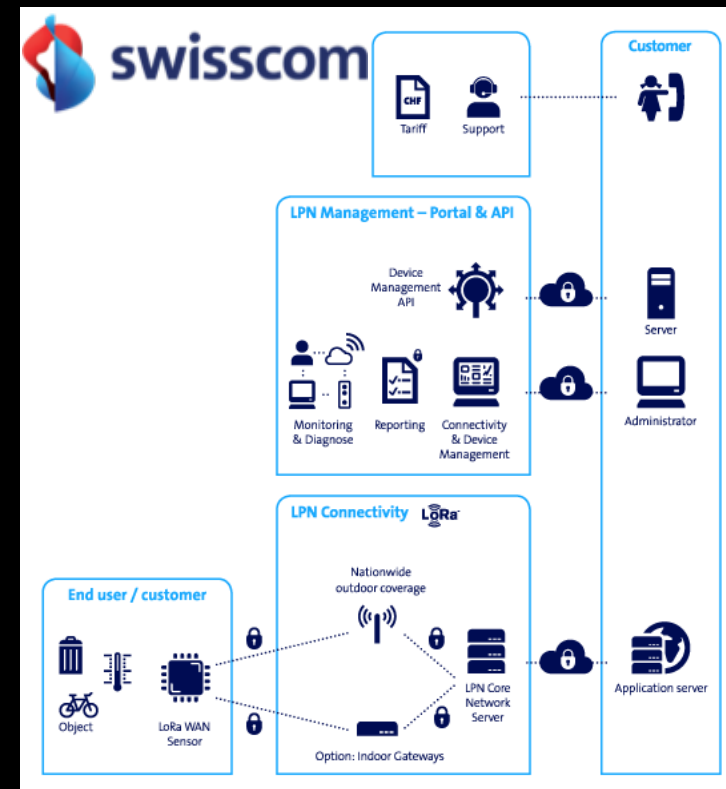 swisscom
Customer
CHF
Tariff
Support
LPN Management – Portal & API
Device
Management
API
Server
Monitoring
& Diagnose
Reporting
Connectivity
& Device
Management
Administrator
LPN Connectivity
LoRa
Nationwide
outdoor coverage
End user / customer
Object
LoRa WAN
Sensor
LPN Core
Network
Server
Application server
Option: Indoor Gateways